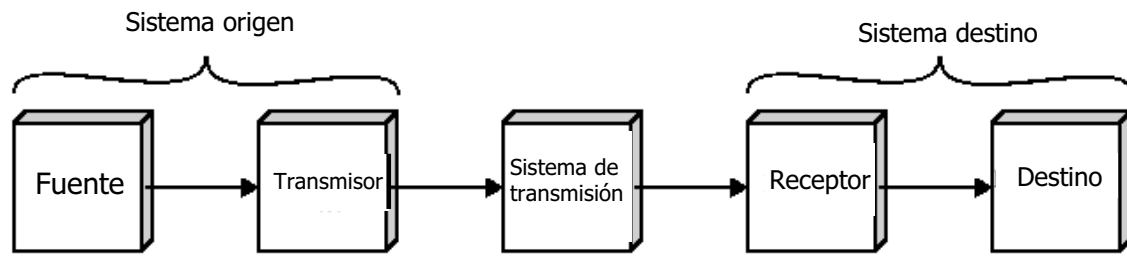 Sistema origen
Sistema destino
Fuente
Transmisor
Sistema de
transmisión
Receptor
Destino